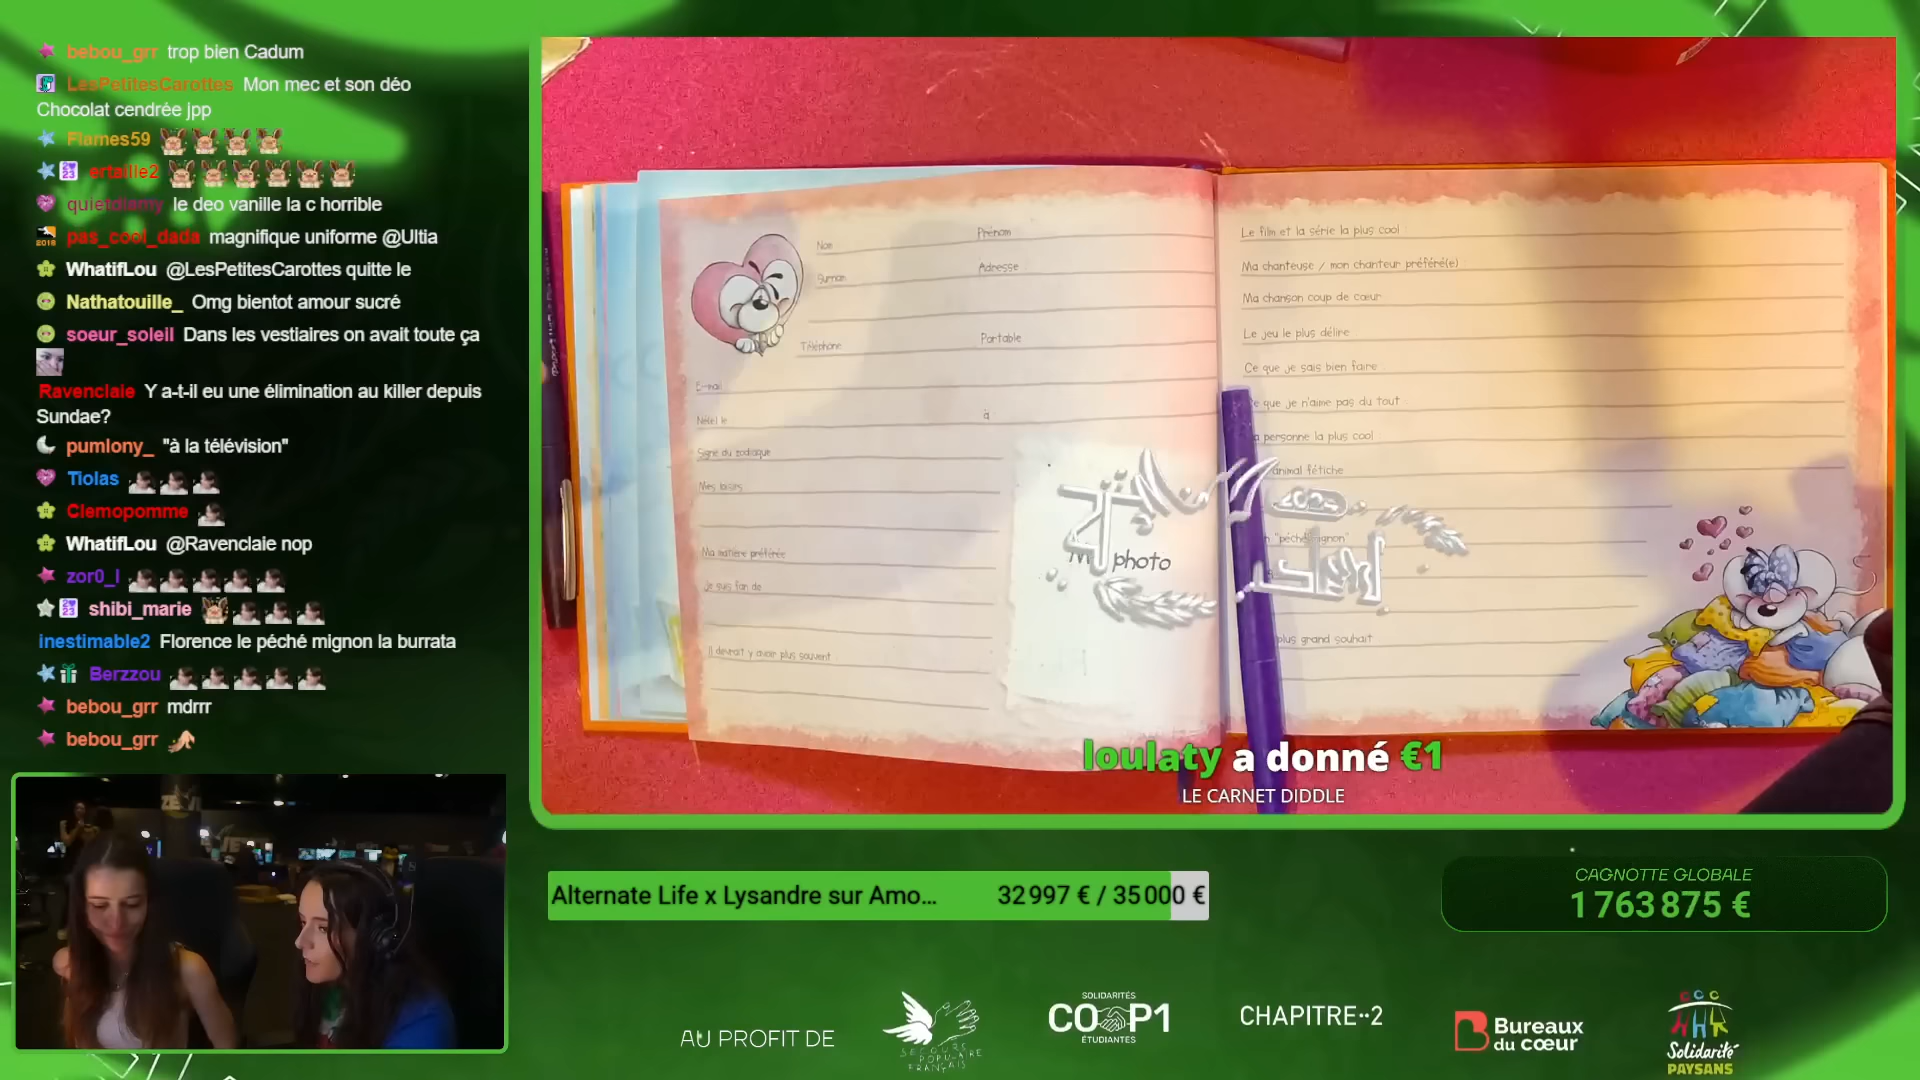 bebou_grr trop bien Cadum
LesPetitesCarottes Mon mec et son déo
Chocolat cendrée jpp
Flames59
ertaille2
quietdiamy le deo vanille la c horrible
pas_cool_dada magnifique uniforme @Ultia
WhatifLou @LesPetitesCarottes quitte le
Nathatouille_ Omg bientot amour sucré
soeur_soleil Dans les vestiaires on avait toute ça
Ravenclaie Y a-t-il eu une élimination au killer depuis
Sundae?
pumlony_ "à la télévision"
Tiolas
Clemopomme
WhatifLou @Ravenclaie nop
zor0_l
shibi_marie
inestimable2 Florence le péché mignon la burrata
Berzzou
bebou_grr mdrrr
bebou_grr
Nom
Prénom
Surnom
Adresse
Téléphone
Portable
E-mail
Né(e) le
à
Signe du zodiaque
Mes loisirs
Ma matière préférée
Je suis fan de
Il devrait y avoir plus souvent
photo
Le film et la série la plus cool :
Ma chanteuse / mon chanteur préféré(e) :
Ma chanson coup de cœur
Le jeu le plus délire
Ce que je sais bien faire :
e que je n'aime pas du tout :
personne la plus cool
animal fétiche
"péché mignon"
plus grand souhait
2025
loulaty a donné €1
LE CARNET DIDDLE
Alternate Life x Lysandre sur Amo... 32 997 € / 35 000 €
CAGNOTTE GLOBALE
1 763 875 €
AU PROFIT DE
SECOURS
POPULAIRE
FRANÇAIS
SOLIDARITÉS
CO P1
ÉTUDIANTES
CHAPITRE··2
Bureaux
du cœur
Solidarité
PAYSANS